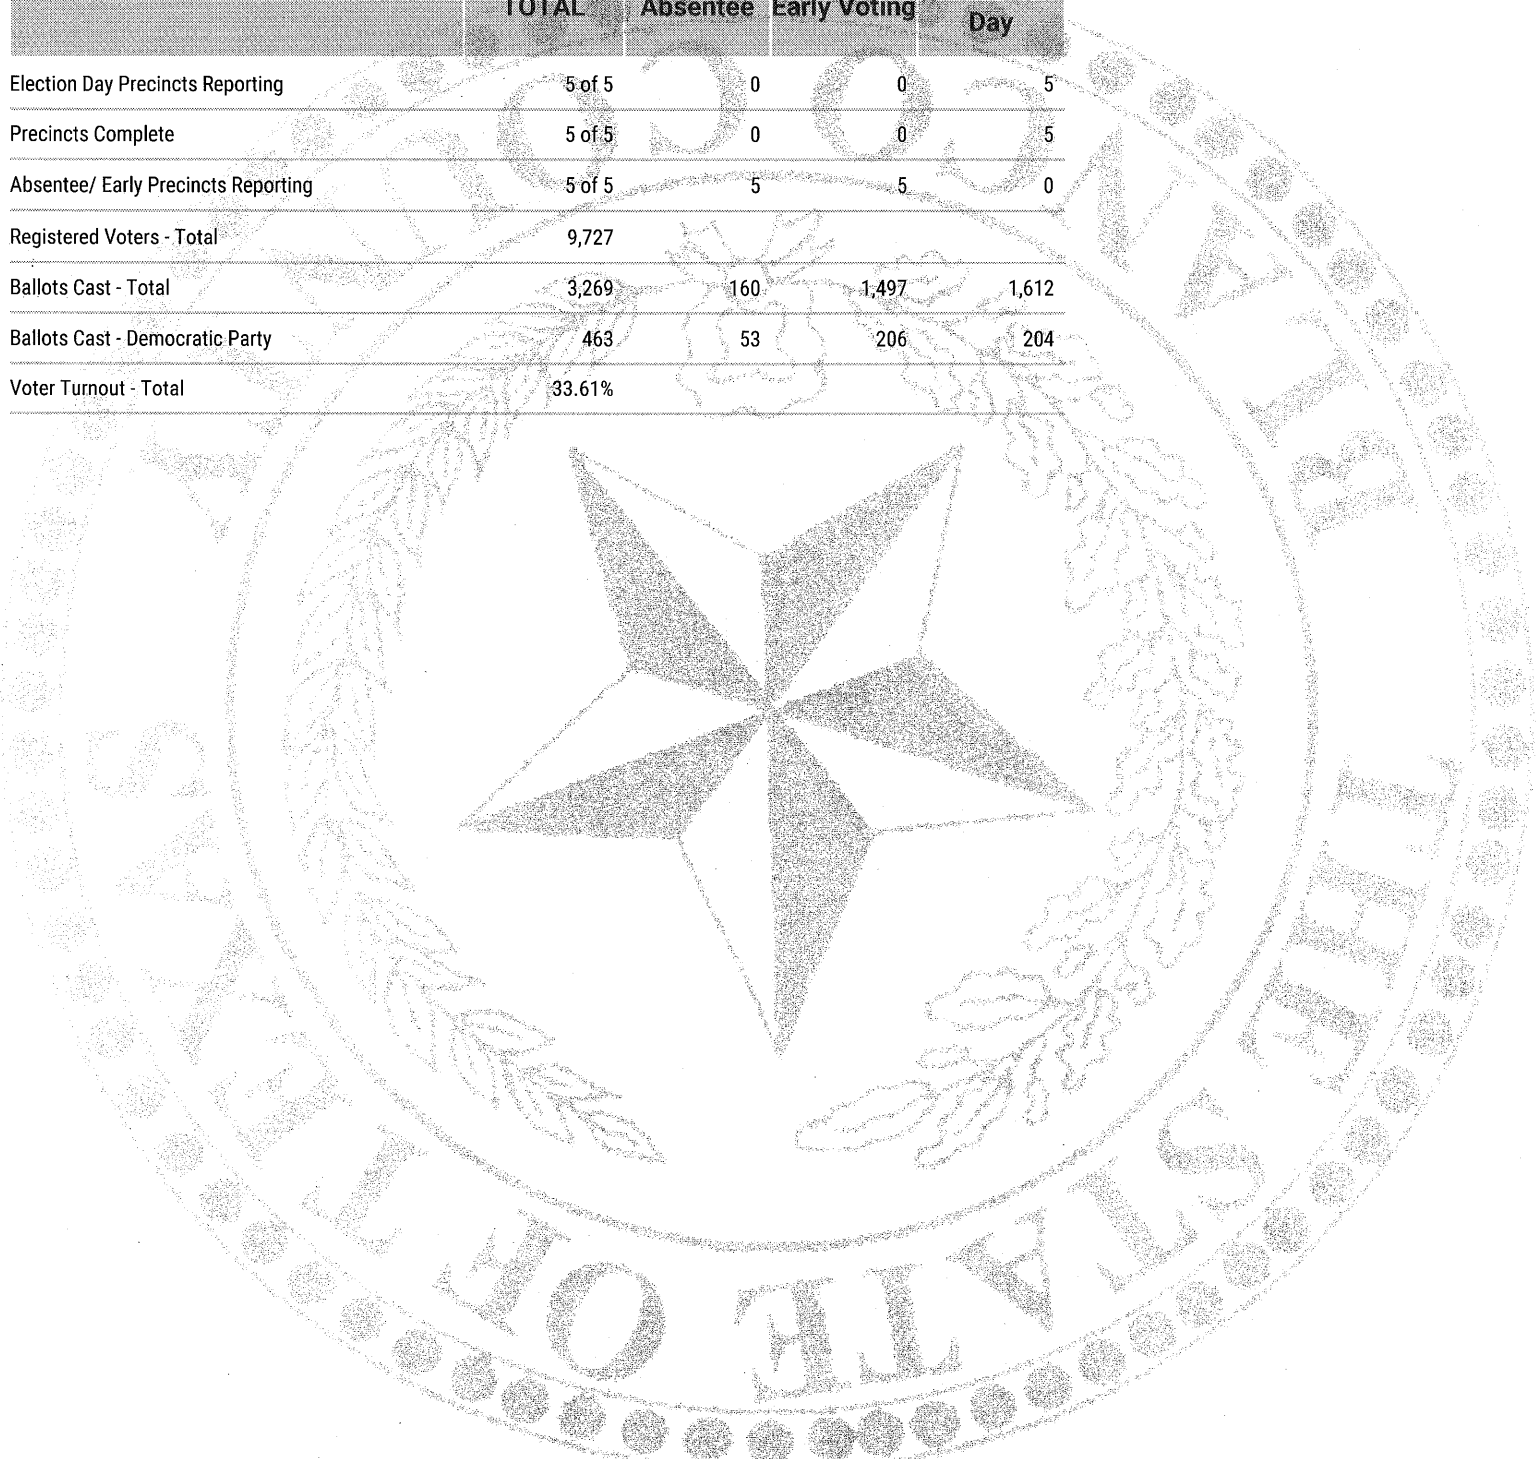 TOTAL Absentee Early Voting Day
Election Day Precincts Reporting 5 of 5 0 0 5
Precincts Complete 5 of 5 0 0 5
Absentee/ Early Precincts Reporting 5 of 5 5 5 0
Registered Voters - Total 9,727
Ballots Cast - Total 3,269 160 1,497 1,612
Ballots Cast - Democratic Party 463 53 206 204
Voter Turnout - Total 33.61%
THE STATE OF TEXAS
BLANCO COUNTY